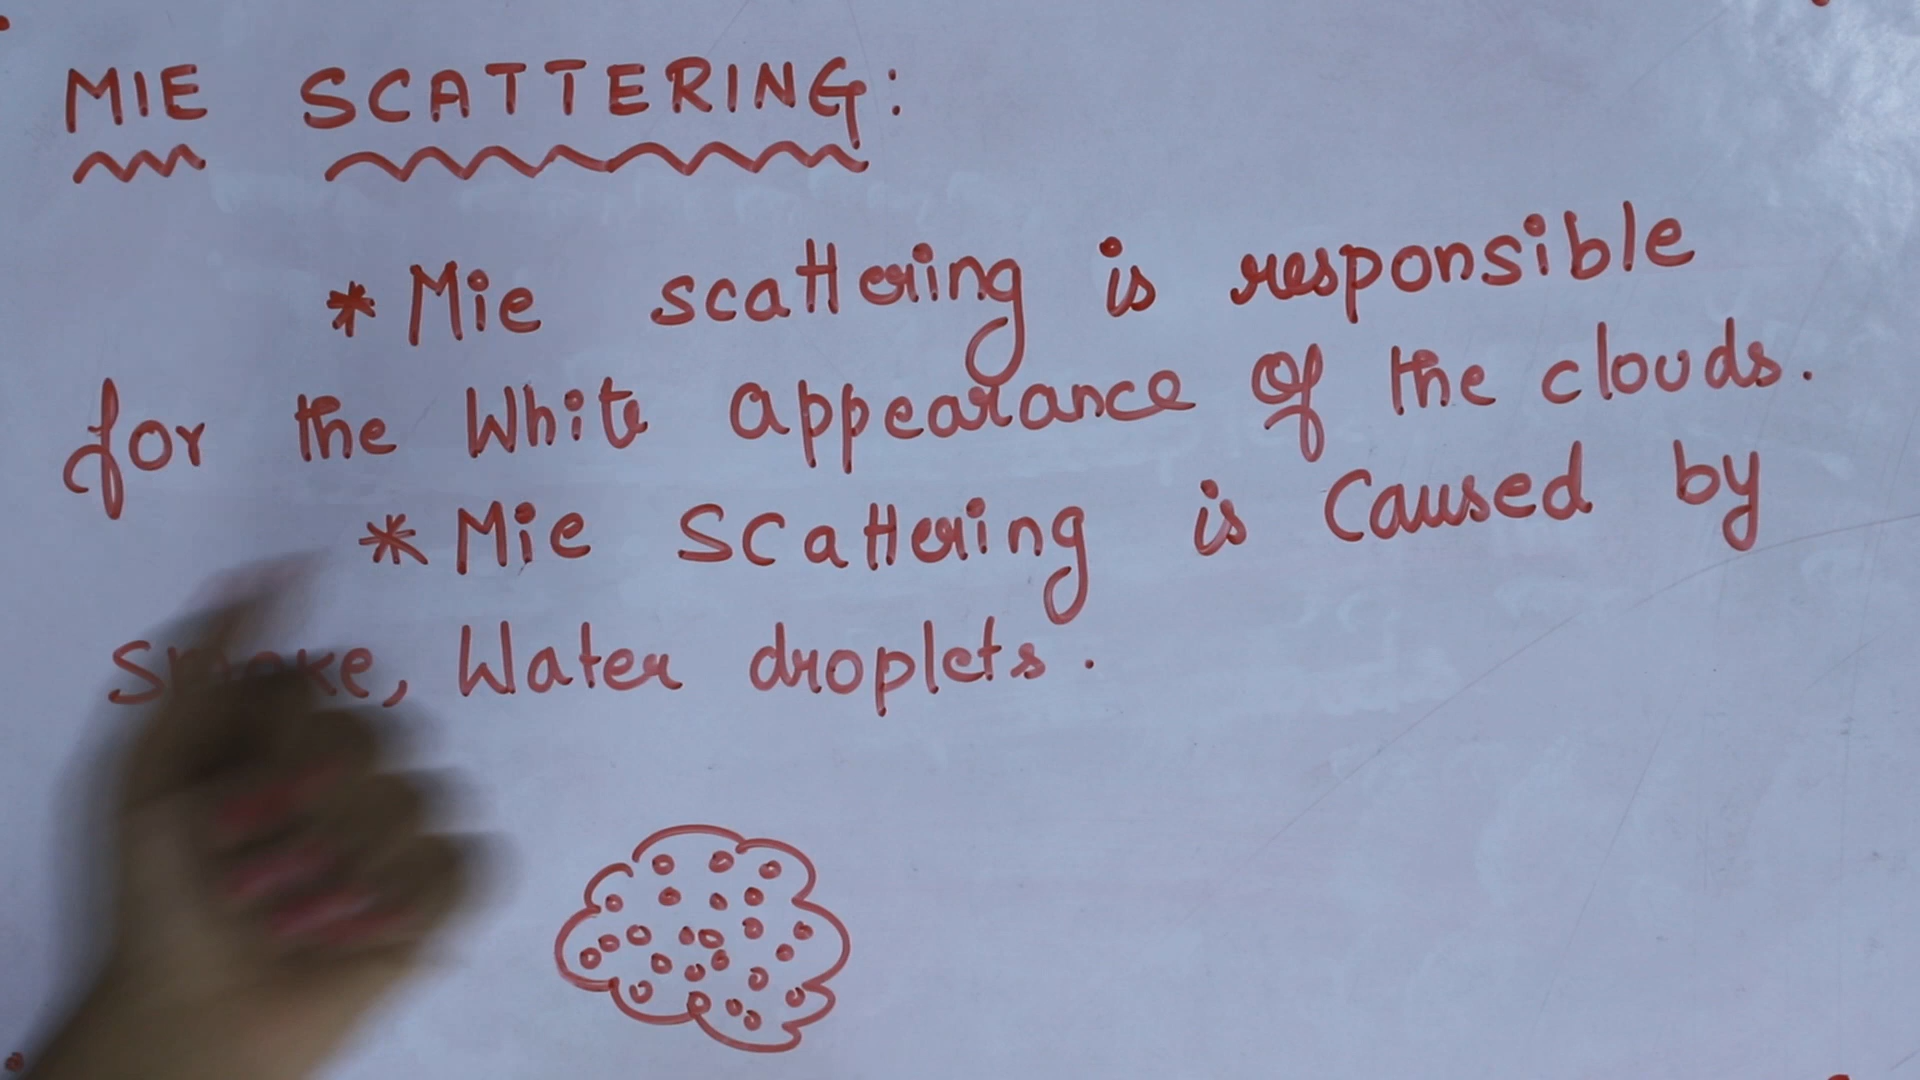 MIE SCATTERING:
* Mie scattering is responsible
for the White appearance of the clouds.
* Mie Scattering is Caused by
Smoke, Water droplets.